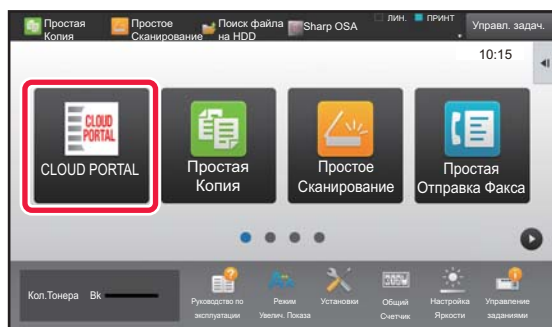 Простая Копия
Простое Сканирование
Поиск файла на HDD
Sharp OSA
ЛИН.
ПРИНТ
Управл. задач.
10:15
CLOUD PORTAL
CLOUD PORTAL
Простая Копия
Простое Сканирование
Простая Отправка Факса
Кол.Тонера Bk
Руководство по эксплуатации
Режим Увелич. Показа
Установки
Общий Счетчик
Настройка Яркости
Управление заданиями